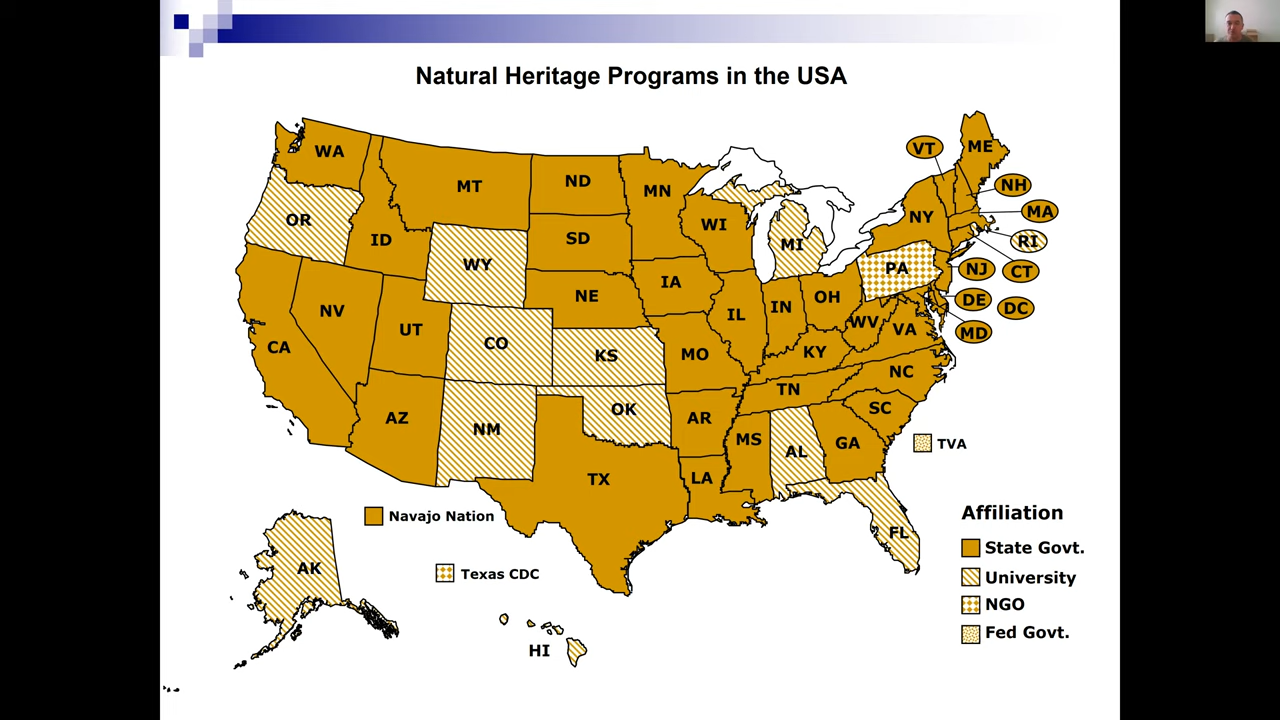 Natural Heritage Programs in the USA
WA
MT
ND
MN
ME
VT
OR
ID
WY
SD
WI
MI
NY
NH
MA
RI
CT
PA
NJ
DE
DC
MD
NE
IA
IL
IN
OH
WV
VA
NV
UT
CO
KS
MO
KY
CA
NC
TN
AZ
NM
OK
AR
SC
MS
AL
GA
TVA
TX
LA
FL
Navajo Nation
AK
Texas CDC
HI
Affiliation
State Govt.
University
NGO
Fed Govt.